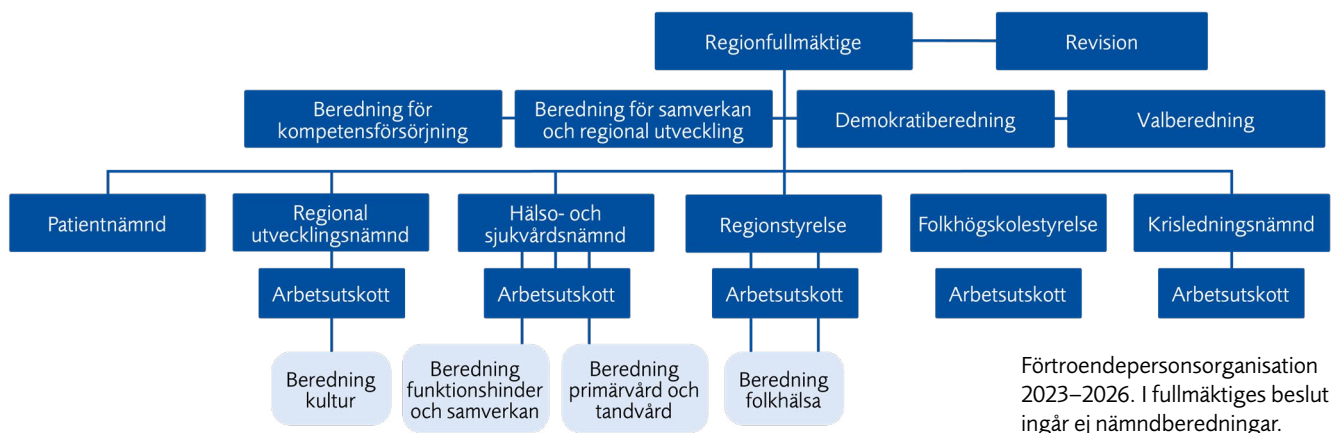 Regionfullmäktige
Revision
Beredning för
kompetensförsörjning
Beredning för samverkan
och regional utveckling
Demokratiberedning
Valberedning
Patientnämnd
Regional
utvecklingsnämnd
Hälso- och
sjukvårdsnämnd
Regionstyrelse
Folkhögskolestyrelse
Krisledningsnämnd
Arbetsutskott
Arbetsutskott
Arbetsutskott
Arbetsutskott
Arbetsutskott
Beredning
kultur
Beredning
funktionshinder
och samverkan
Beredning
primärvård och
tandvård
Beredning
folkhälsa
Förtroendepersonsorganisation
2023–2026. I fullmäktiges beslut
ingår ej nämndberedningar.